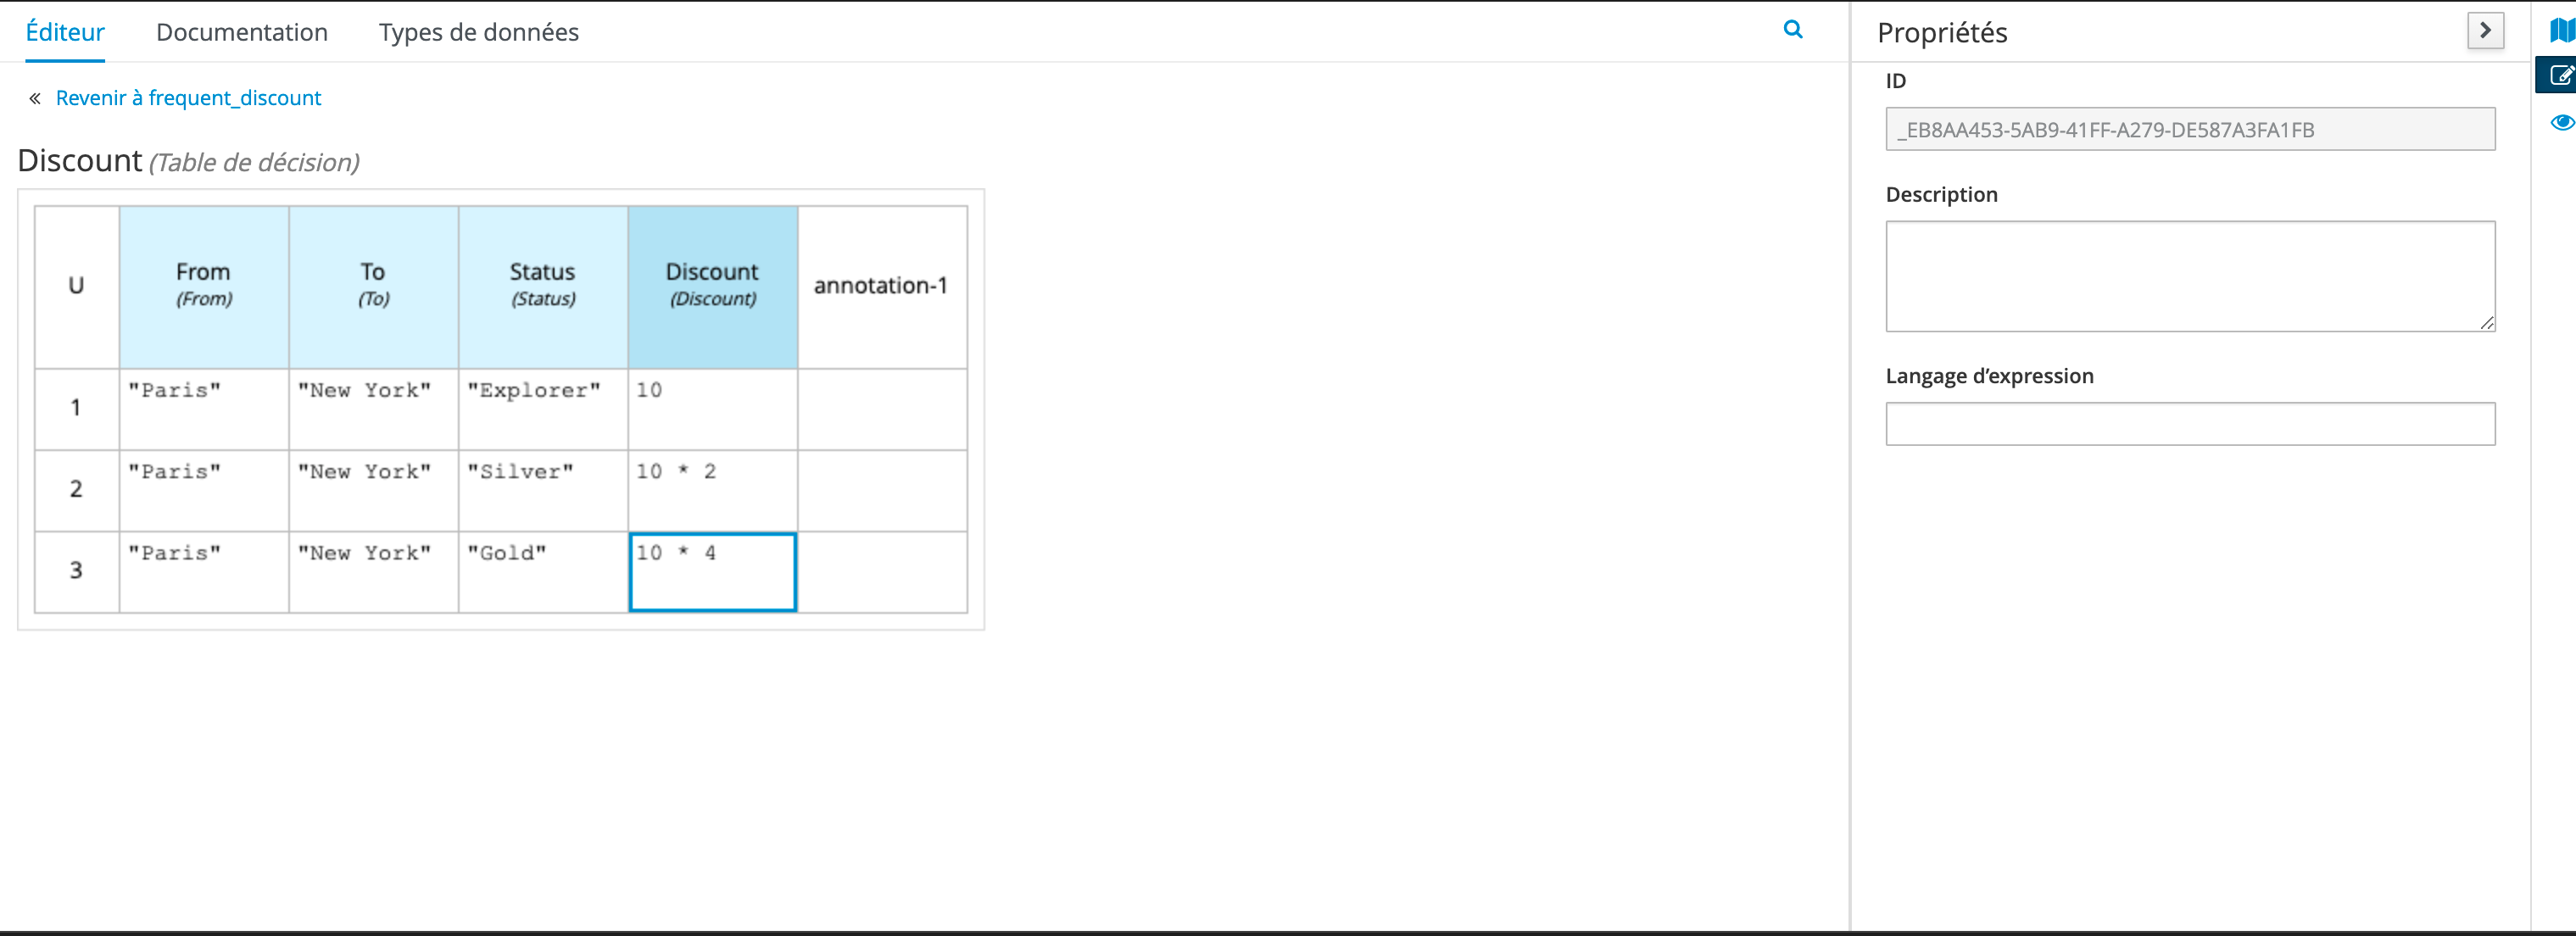 Éditeur Documentation Types de données
Propriétés
« Revenir à frequent_discount
Discount (Table de décision)
U From (From) To (To) Status (Status) Discount (Discount) annotation-1
1 "Paris" "New York" "Explorer" 10
2 "Paris" "New York" "Silver" 10 * 2
3 "Paris" "New York" "Gold" 10 * 4
ID
_EB8AA453-5AB9-41FF-A279-DE587A3FA1FB
Description
Langage d’expression